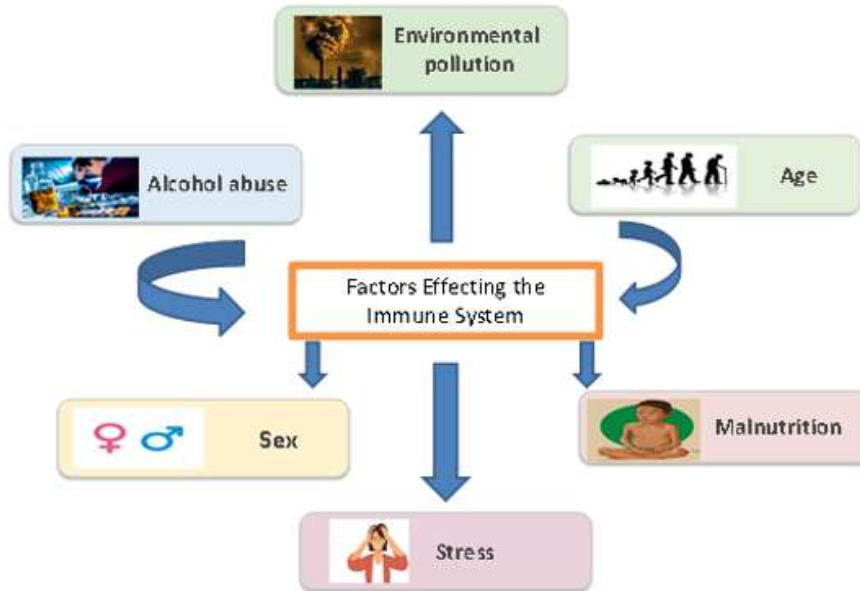 Environmental
pollution
Alcohol abuse
Age
Factors Effecting the
Immune System
Sex
Malnutrition
Stress